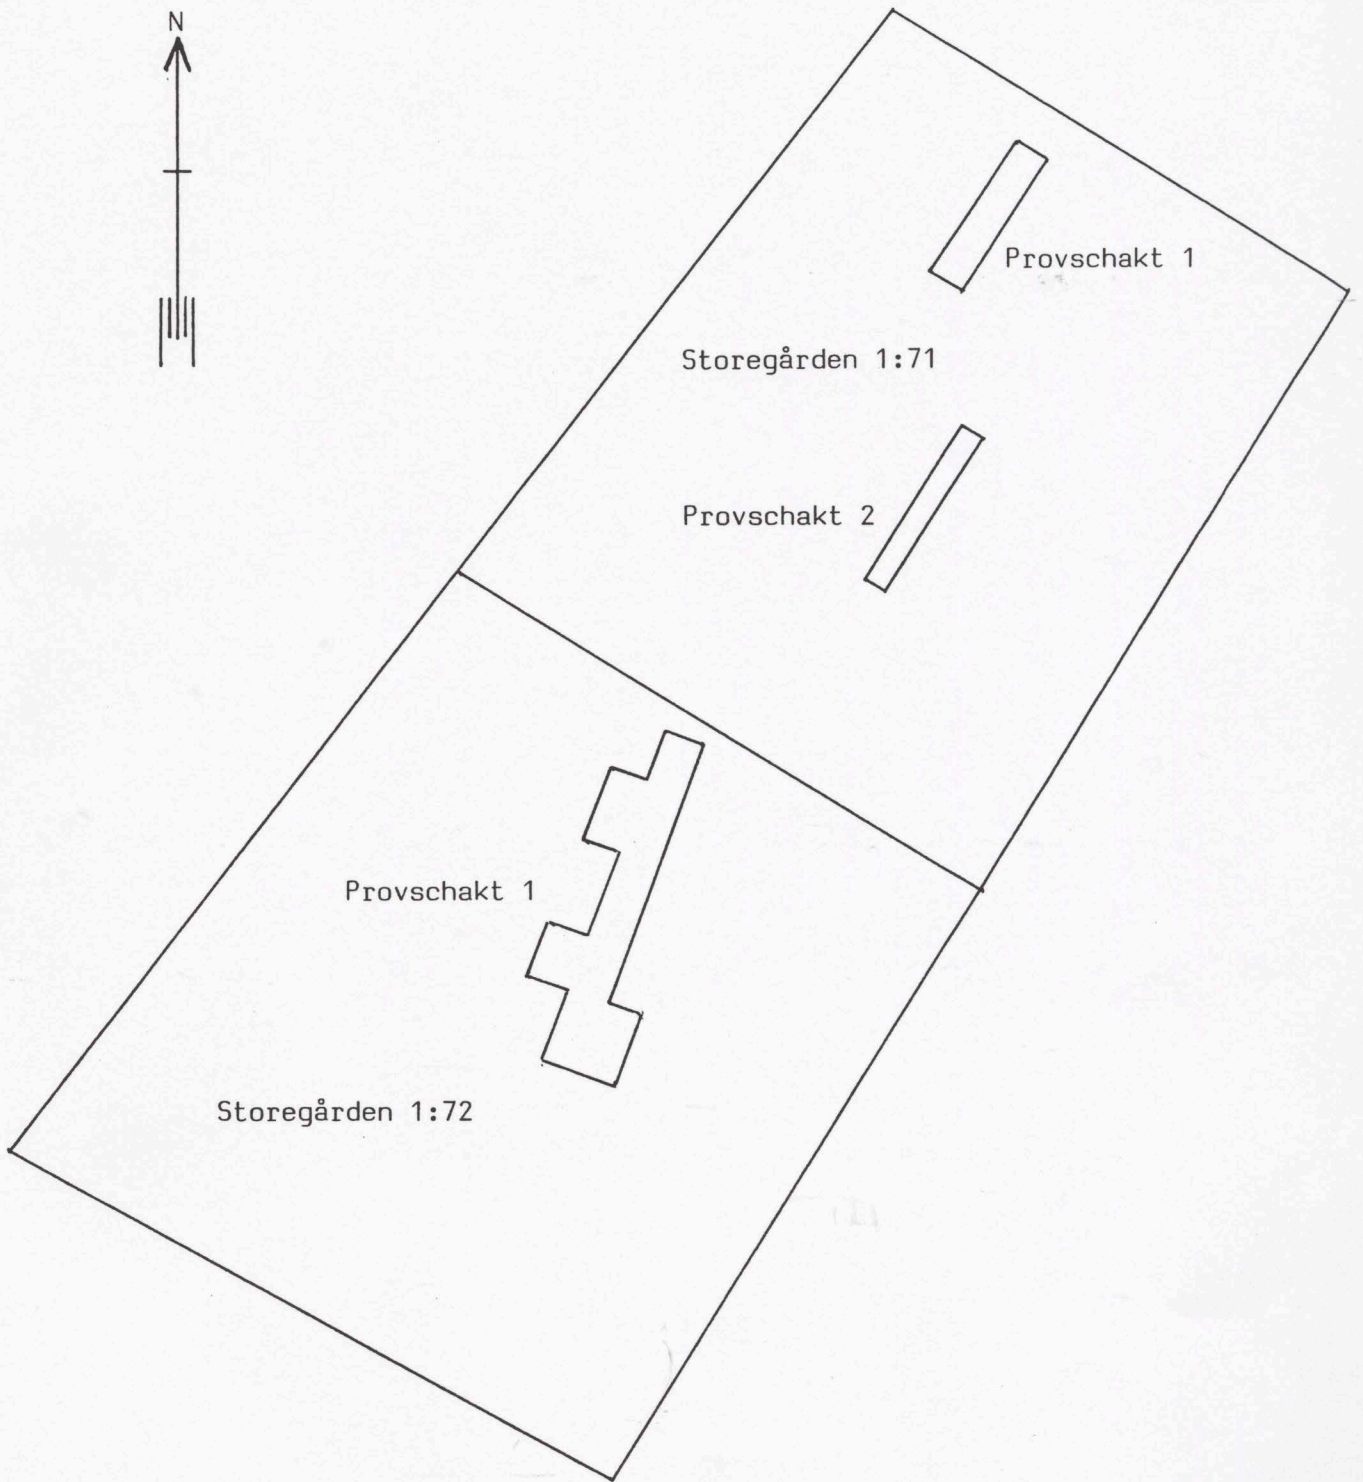 N
Provschakt 1
Storegården 1:71
Provschakt 2
Provschakt 1
Storegården 1:72